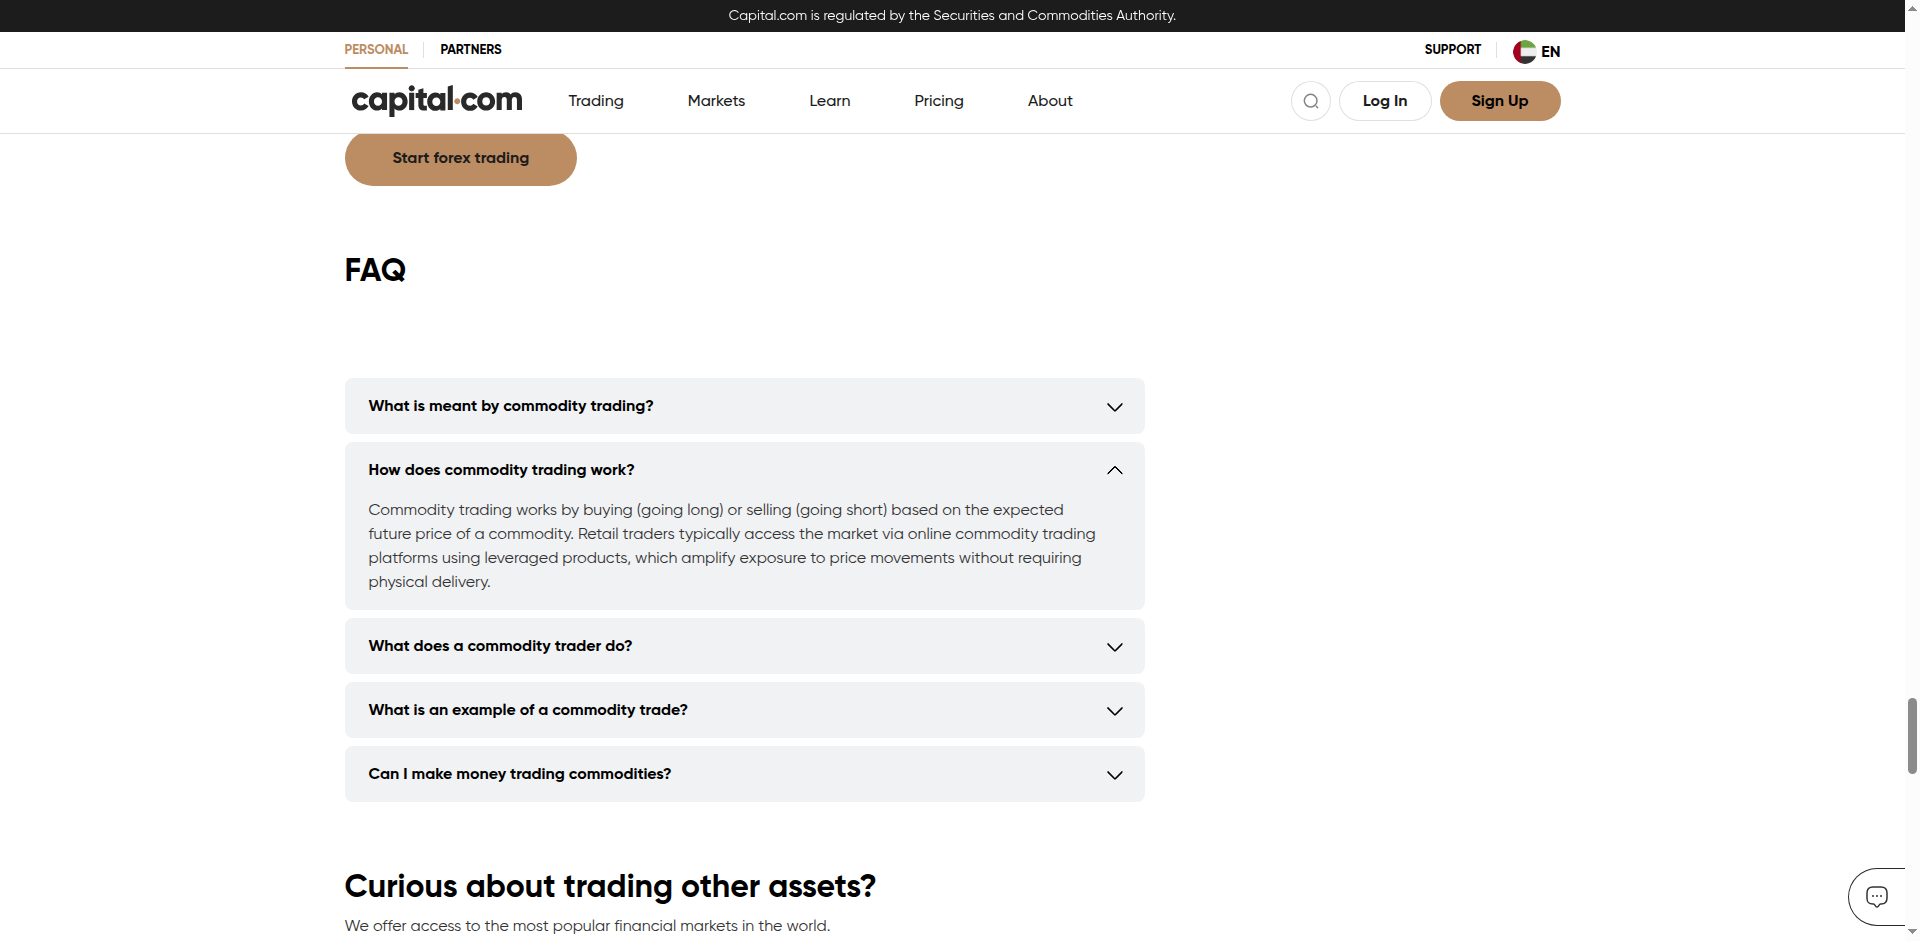 Capital.com is regulated by the Securities and Commodities Authority.
PERSONAL
PARTNERS
SUPPORT
EN
capital.com
Trading
Markets
Learn
Pricing
About
Log In
Sign Up
Start forex trading
FAQ
What is meant by commodity trading?
How does commodity trading work?
Commodity trading works by buying (going long) or selling (going short) based on the expected
future price of a commodity. Retail traders typically access the market via online commodity trading
platforms using leveraged products, which amplify exposure to price movements without requiring
physical delivery.
What does a commodity trader do?
What is an example of a commodity trade?
Can I make money trading commodities?
Curious about trading other assets?
We offer access to the most popular financial markets in the world.